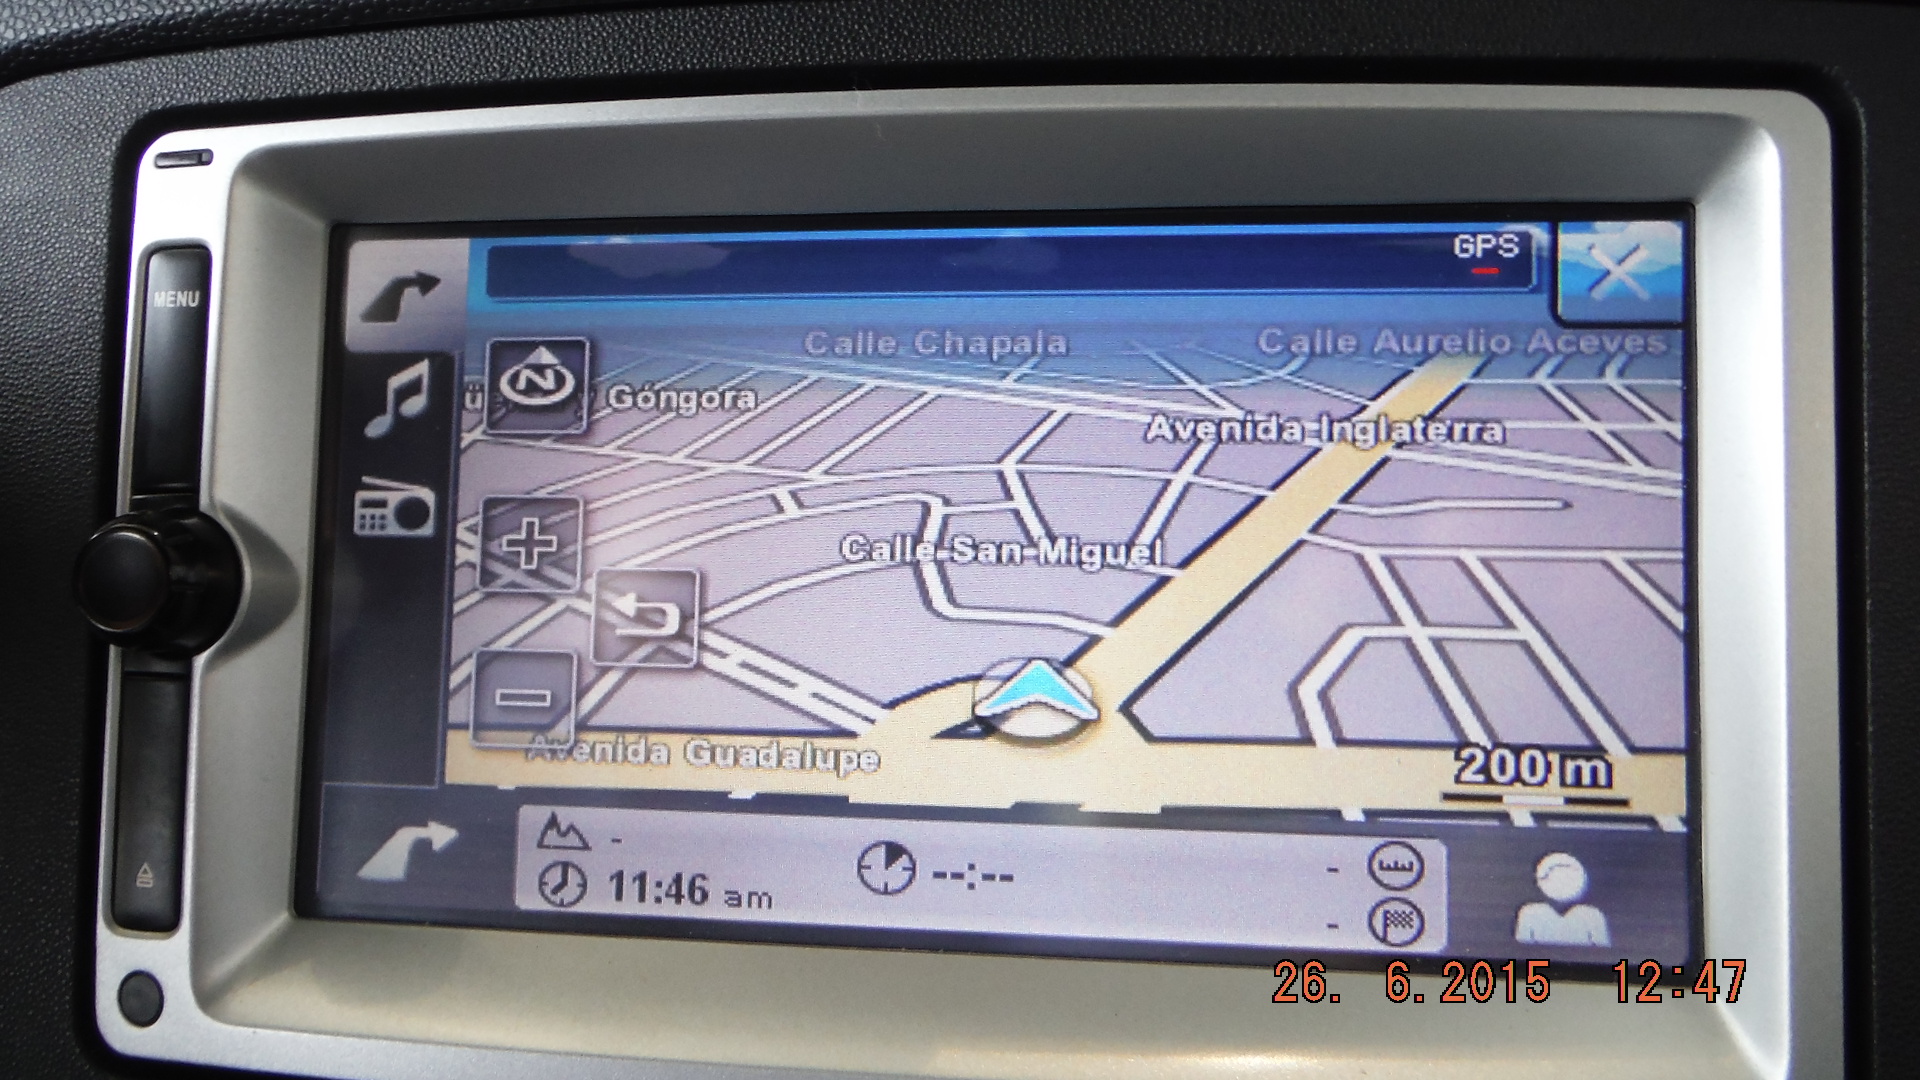 GPS
MENU
Calle Chapala
Calle Aurelio Aceves
Góngora
Avenida Inglaterra
Calle San Miguel
Avenida Guadalupe
200 m
-
11:46 am
--:--
-
-
26. 6.2015 12:47